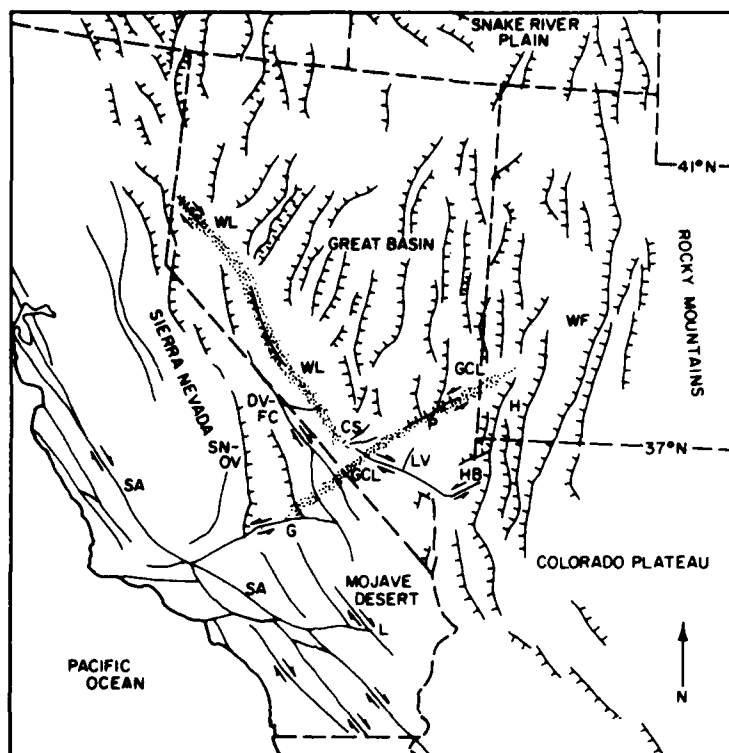 SNAKE RIVER
PLAIN
41°N
WL
GREAT BASIN
ROCKY MOUNTAINS
SIERRA NEVADA
WF
WL
GCL
DV-
FC
CS
H
SN-
OV
37°N
LV
HB
GCL
SA
G
COLORADO PLATEAU
SA
MOJAVE
DESERT
L
PACIFIC
OCEAN
N